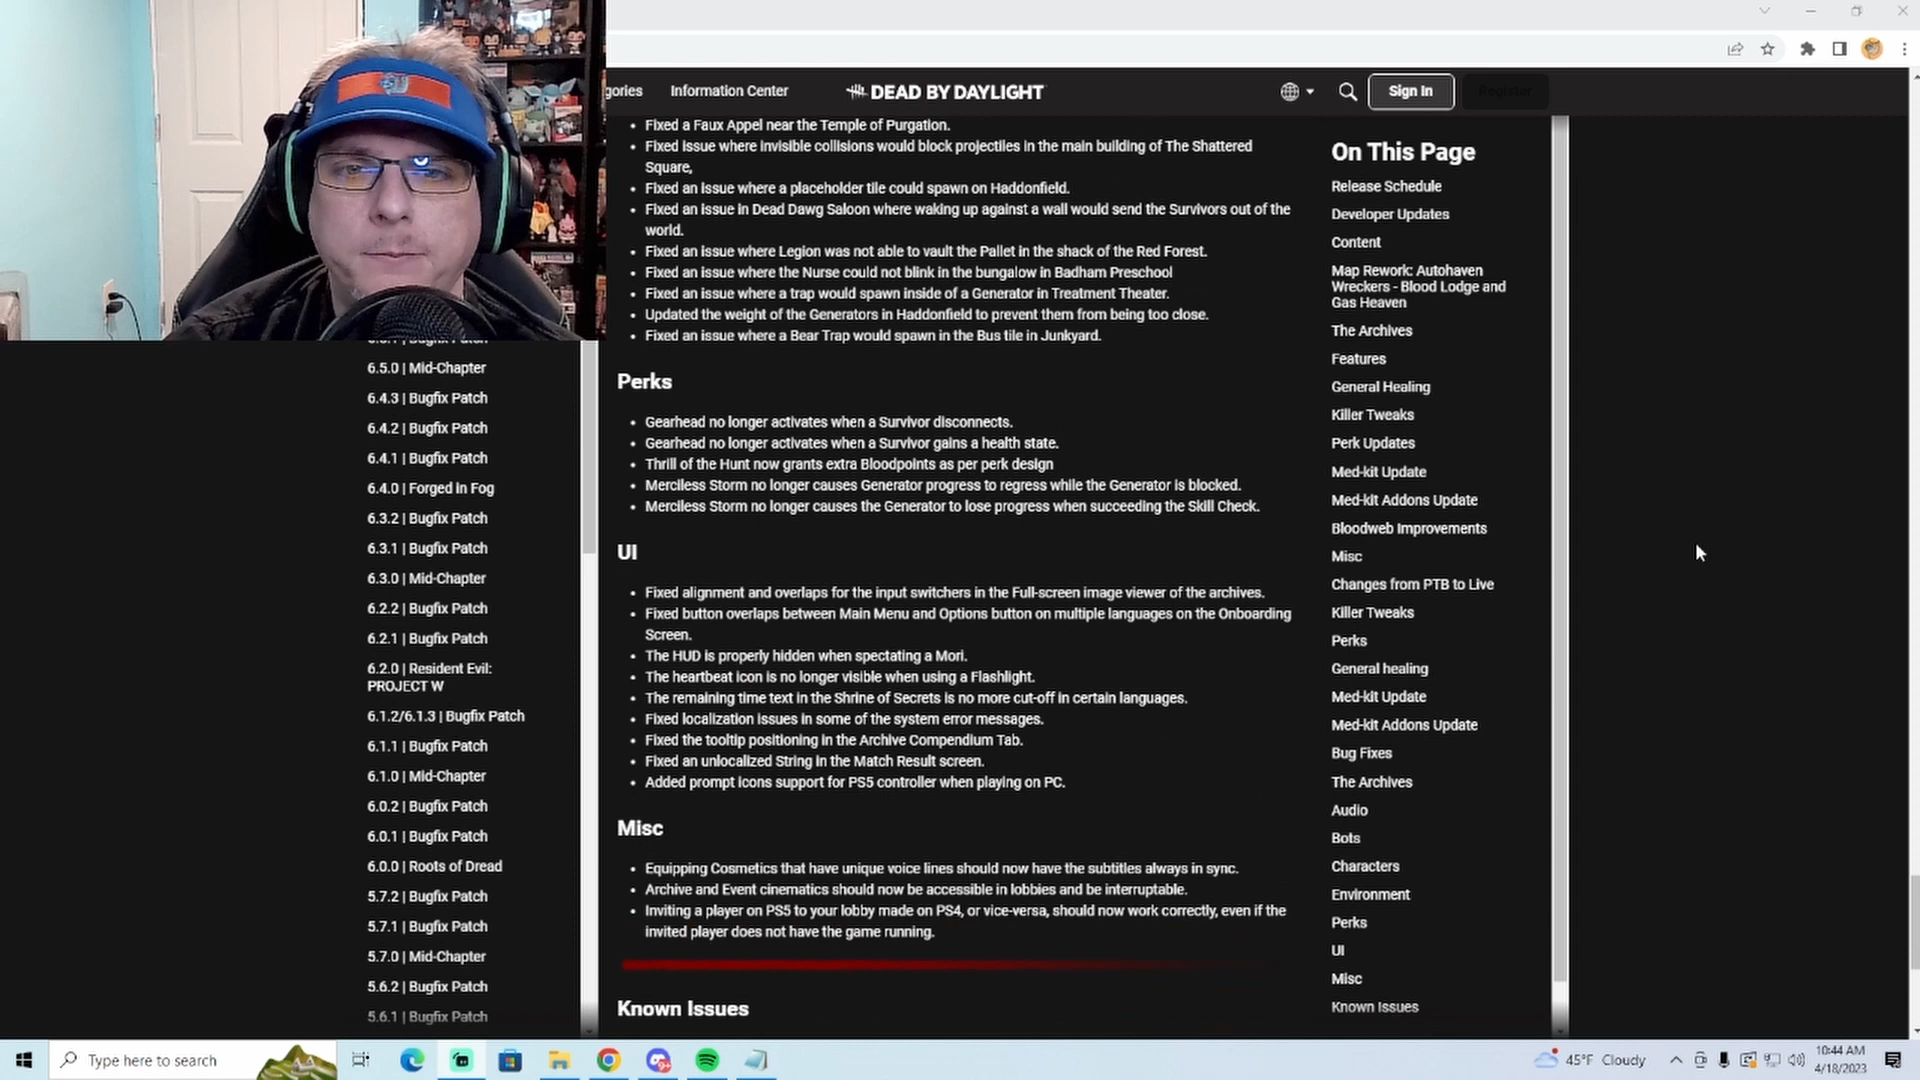 gories
Information Center
DEAD BY DAYLIGHT
Sign In
Register
Fixed a Faux Appel near the Temple of Purgation.
Fixed issue where invisible collisions would block projectiles in the main building of The Shattered
Square,
Fixed an issue where a placeholder tile could spawn on Haddonfield.
Fixed an issue in Dead Dawg Saloon where waking up against a wall would send the Survivors out of the
world.
Fixed an issue where Legion was not able to vault the Pallet in the shack of the Red Forest.
Fixed an issue where the Nurse could not blink in the bungalow in Badham Preschool
Fixed an issue where a trap would spawn inside of a Generator in Treatment Theater.
Updated the weight of the Generators in Haddonfield to prevent them from being too close.
Fixed an issue where a Bear Trap would spawn in the Bus tile in Junkyard.
Perks
Gearhead no longer activates when a Survivor disconnects.
Gearhead no longer activates when a Survivor gains a health state.
Thrill of the Hunt now grants extra Bloodpoints as per perk design
Merciless Storm no longer causes Generator progress to regress while the Generator is blocked.
Merciless Storm no longer causes the Generator to lose progress when succeeding the Skill Check.
UI
Fixed alignment and overlaps for the input switchers in the Full-screen image viewer of the archives.
Fixed button overlaps between Main Menu and Options button on multiple languages on the Onboarding
Screen.
The HUD is properly hidden when spectating a Mori.
The heartbeat icon is no longer visible when using a Flashlight.
The remaining time text in the Shrine of Secrets is no more cut-off in certain languages.
Fixed localization issues in some of the system error messages.
Fixed the tooltip positioning in the Archive Compendium Tab.
Fixed an unlocalized String in the Match Result screen.
Added prompt icons support for PS5 controller when playing on PC.
Misc
Equipping Cosmetics that have unique voice lines should now have the subtitles always in sync.
Archive and Event cinematics should now be accessible in lobbies and be interruptable.
Inviting a player on PS5 to your lobby made on PS4, or vice-versa, should now work correctly, even if the
invited player does not have the game running.
Known Issues
Bugfix Patch
6.5.0 | Mid-Chapter
6.4.3 | Bugfix Patch
6.4.2 | Bugfix Patch
6.4.1 | Bugfix Patch
6.4.0 | Forged In Fog
6.3.2 | Bugfix Patch
6.3.1 | Bugfix Patch
6.3.0 | Mid-Chapter
6.2.2 | Bugfix Patch
6.2.1 | Bugfix Patch
6.2.0 | Resident Evil:
PROJECT W
6.1.2/6.1.3 | Bugfix Patch
6.1.1 | Bugfix Patch
6.1.0 | Mid-Chapter
6.0.2 | Bugfix Patch
6.0.1 | Bugfix Patch
6.0.0 | Roots of Dread
5.7.2 | Bugfix Patch
5.7.1 | Bugfix Patch
5.7.0 | Mid-Chapter
5.6.2 | Bugfix Patch
5.6.1 | Bugfix Patch
On This Page
Release Schedule
Developer Updates
Content
Map Rework: Autohaven
Wreckers - Blood Lodge and
Gas Heaven
The Archives
Features
General Healing
Killer Tweaks
Perk Updates
Med-kit Update
Med-kit Addons Update
Bloodweb Improvements
Misc
Changes from PTB to Live
Killer Tweaks
Perks
General healing
Med-kit Update
Med-kit Addons Update
Bug Fixes
The Archives
Audio
Bots
Characters
Environment
Perks
UI
Misc
Known Issues
Type here to search
45°F Cloudy
10:44 AM
4/18/2023